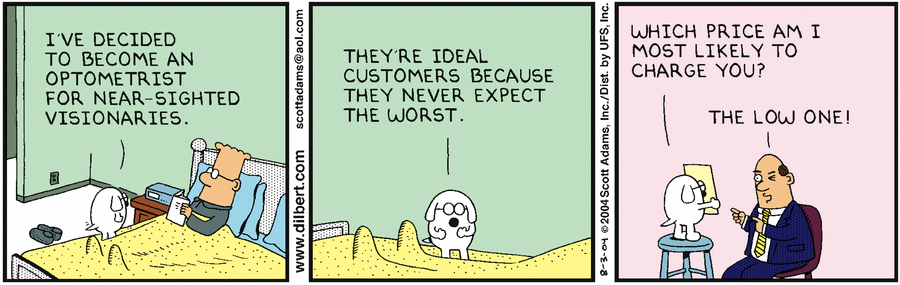 I'VE DECIDED
TO BECOME AN
OPTOMETRIST
FOR NEAR-SIGHTED
VISIONARIES.
www.dilbert.com scottadams@aol.com
THEY'RE IDEAL
CUSTOMERS BECAUSE
THEY NEVER EXPECT
THE WORST.
8-3-04 © 2004 Scott Adams, Inc./Dist. by UFS, Inc.
WHICH PRICE AM I
MOST LIKELY TO
CHARGE YOU?
THE LOW ONE!